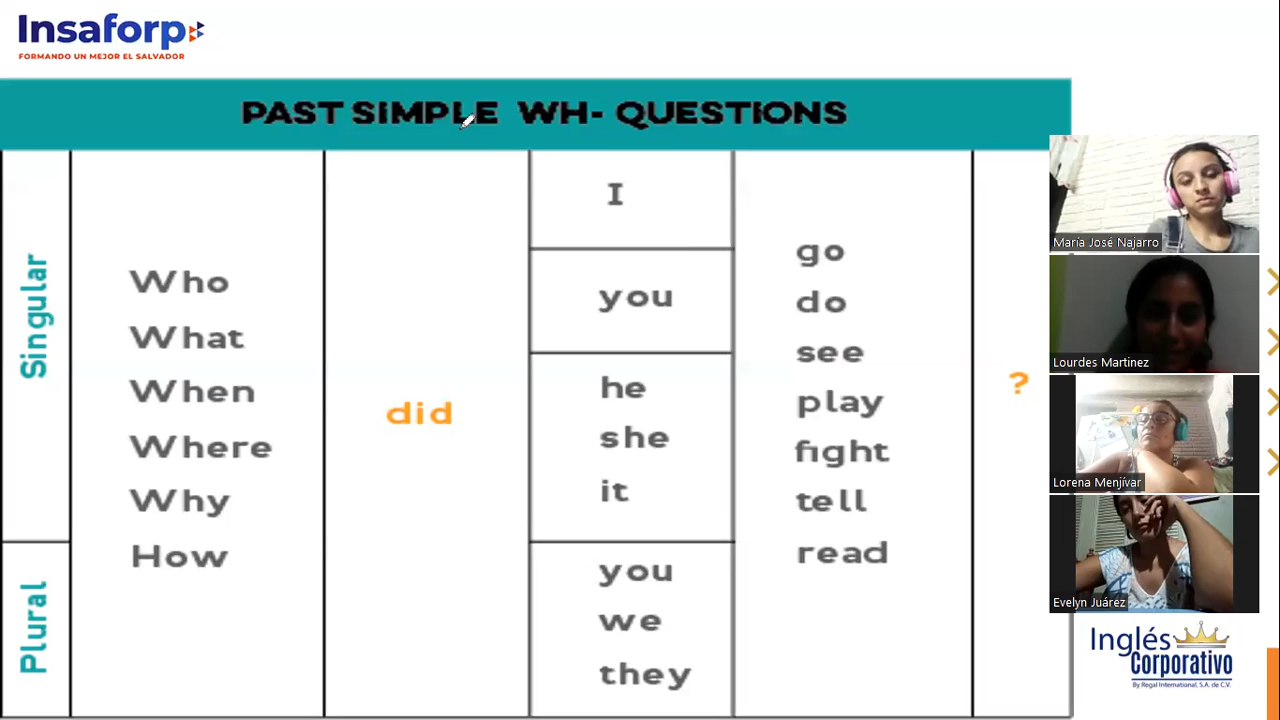 Insaforp
FORMANDO UN MEJOR EL SALVADOR
PAST SIMPLE WH- QUESTIONS
Singular
Plural
Who
What
When
Where
Why
How
did
I
you
he
she
it
you
we
they
go
do
see
play
fight
tell
read
?
María José Najarro
Lourdes Martinez
Lorena Menjívar
Evelyn Juárez
Inglés
Corporativo
By Regal International, S.A. de C.V.